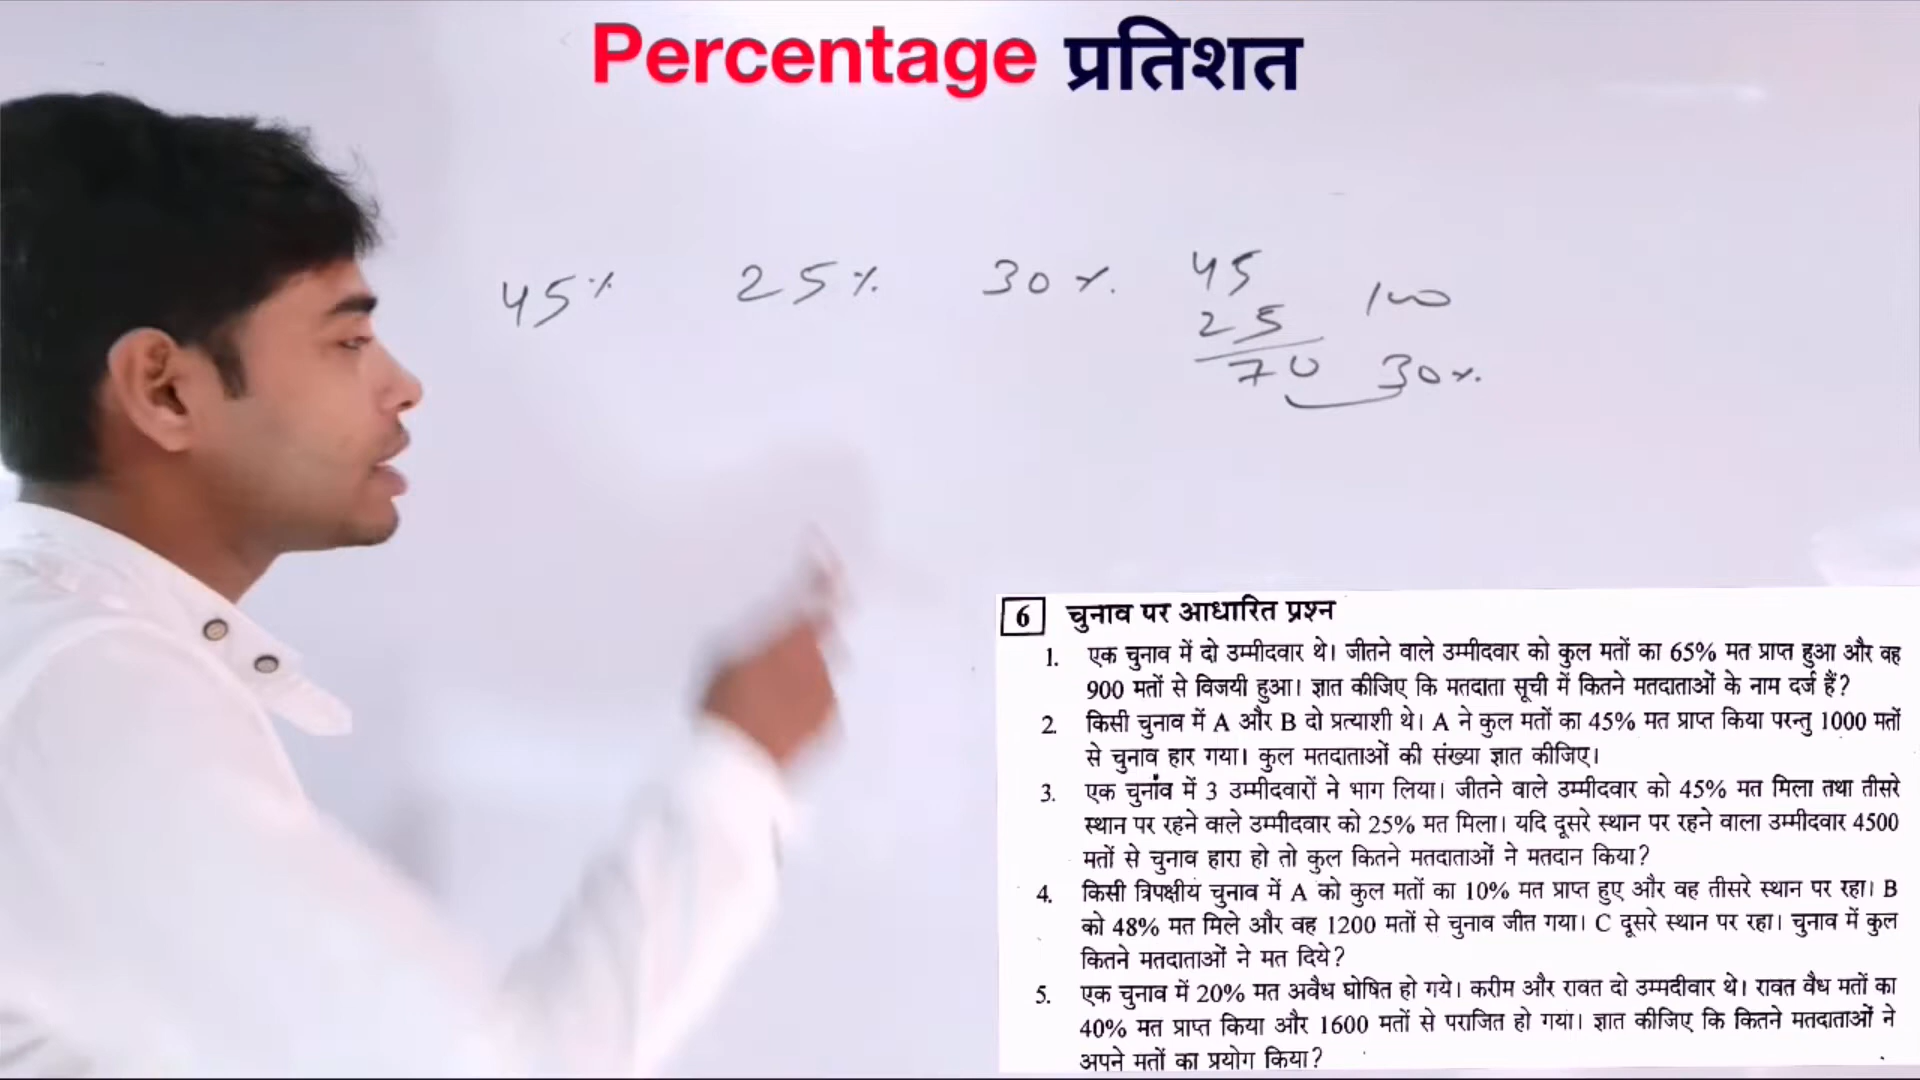 Percentage प्रतिशत
45% 25% 30% 45
25 100
70 30%
6 चुनाव पर आधारित प्रश्न
1. एक चुनाव में दो उम्मीदवार थे। जीतने वाले उम्मीदवार को कुल मतों का 65% मत प्राप्त हुआ और वह
900 मतों से विजयी हुआ। ज्ञात कीजिए कि मतदाता सूची में कितने मतदाताओं के नाम दर्ज हैं?
2. किसी चुनाव में A और B दो प्रत्याशी थे। A ने कुल मतों का 45% मत प्राप्त किया परन्तु 1000 मतों
से चुनाव हार गया। कुल मतदाताओं की संख्या ज्ञात कीजिए।
3. एक चुनांव में 3 उम्मीदवारों ने भाग लिया। जीतने वाले उम्मीदवार को 45% मत मिला तथा तीसरे
स्थान पर रहने वाले उम्मीदवार को 25% मत मिला। यदि दूसरे स्थान पर रहने वाला उम्मीदवार 4500
मतों से चुनाव हारा हो तो कुल कितने मतदाताओं ने मतदान किया?
4. किसी त्रिपक्षीय चुनाव में A को कुल मतों का 10% मत प्राप्त हुए और वह तीसरे स्थान पर रहा। B
को 48% मत मिले और वह 1200 मतों से चुनाव जीत गया। C दूसरे स्थान पर रहा। चुनाव में कुल
कितने मतदाताओं ने मत दिये?
5. एक चुनाव में 20% मत अवैध घोषित हो गये। करीम और रावत दो उम्मदीवार थे। रावत वैध मतों का
40% मत प्राप्त किया और 1600 मतों से पराजित हो गया। ज्ञात कीजिए कि कितने मतदाताओं ने
अपने मतों का प्रयोग किया?